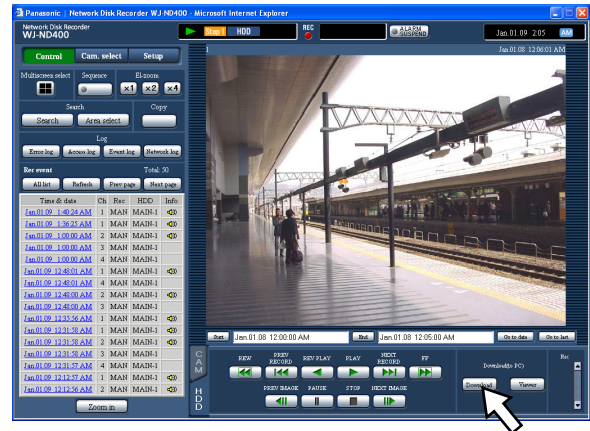 Panasonic | Network Disk Recorder WJ-ND400 - Microsoft Internet Explorer
Network Disk Recorder
WJ-ND400
Step 1 HDD
REC
ALARM SUSPEND
Jan.01.09 2:05 AM
Control Cam. select Setup
Multiscreen select Sequence El-zoom
×1 ×2 ×4
Search Copy
Search Area select
Log
Error log Access log Event log Network log
Rec event Total: 50
All list Refresh Prev page Next page
Time & date Ch Rec HDD Info
Jan.01.09 1:40:24 AM 1 MAN MAIN-1
Jan.01.09 1:36:25 AM 1 MAN MAIN-1
Jan.01.09 1:00:00 AM 2 MAN MAIN-1
Jan.01.09 1:00:00 AM 3 MAN MAIN-1
Jan.01.09 1:00:00 AM 4 MAN MAIN-1
Jan.01.09 12:48:01 AM 1 MAN MAIN-1
Jan.01.09 12:48:01 AM 4 MAN MAIN-1
Jan.01.09 12:48:00 AM 2 MAN MAIN-1
Jan.01.09 12:48:00 AM 3 MAN MAIN-1
Jan.01.09 12:35:56 AM 1 MAN MAIN-1
Jan.01.09 12:31:58 AM 1 MAN MAIN-1
Jan.01.09 12:31:58 AM 2 MAN MAIN-1
Jan.01.09 12:31:58 AM 3 MAN MAIN-1
Jan.01.09 12:31:57 AM 4 MAN MAIN-1
Jan.01.09 12:12:57 AM 1 MAN MAIN-1
Jan.01.09 12:12:56 AM 2 MAN MAIN-1
Zoom in
1 Jan.01.08 12:06:01 AM
Start Jan.01.08 12:00:00 AM End Jan.01.08 12:05:00 AM Go to date Go to last
CAM
HDD
REW PREV RECORD REV PLAY PLAY NEXT RECORD FF
PREV IMAGE PAUSE STOP NEXT IMAGE
Download(to PC)
Download Viewer
Rec